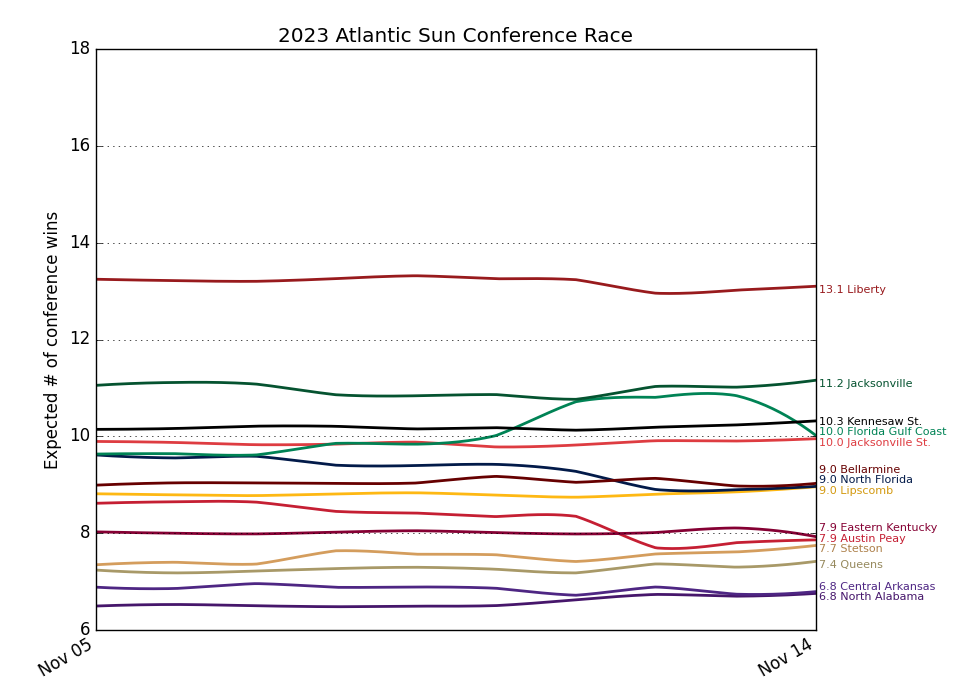 2023 Atlantic Sun Conference Race
Expected # of conference wins
18
16
14
12
10
8
6
Nov 05
Nov 14
13.1 Liberty
11.2 Jacksonville
10.3 Kennesaw St.
10.0 Florida Gulf Coast
10.0 Jacksonville St.
9.0 Bellarmine
9.0 North Florida
9.0 Lipscomb
7.9 Eastern Kentucky
7.9 Austin Peay
7.7 Stetson
7.4 Queens
6.8 Central Arkansas
6.8 North Alabama